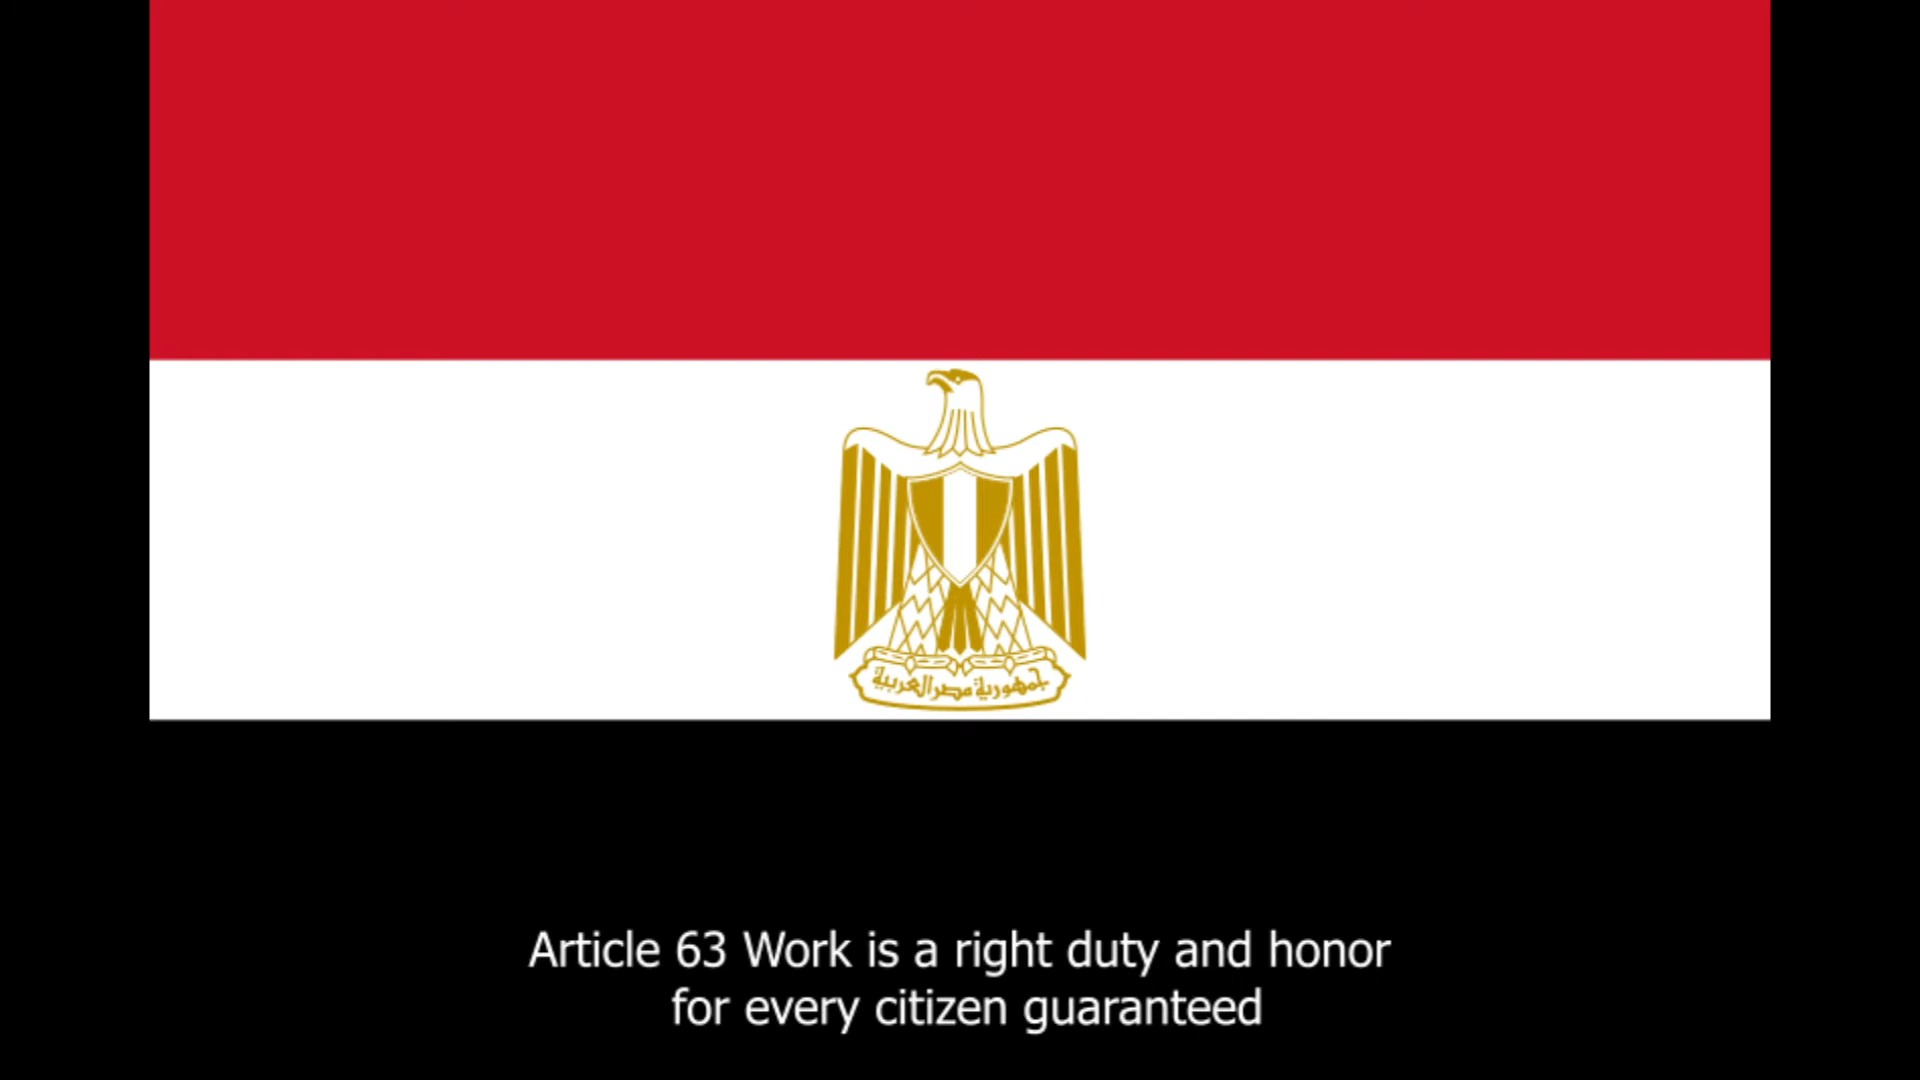 جمهورية مصر العربية
Article 63 Work is a right duty and honor
for every citizen guaranteed